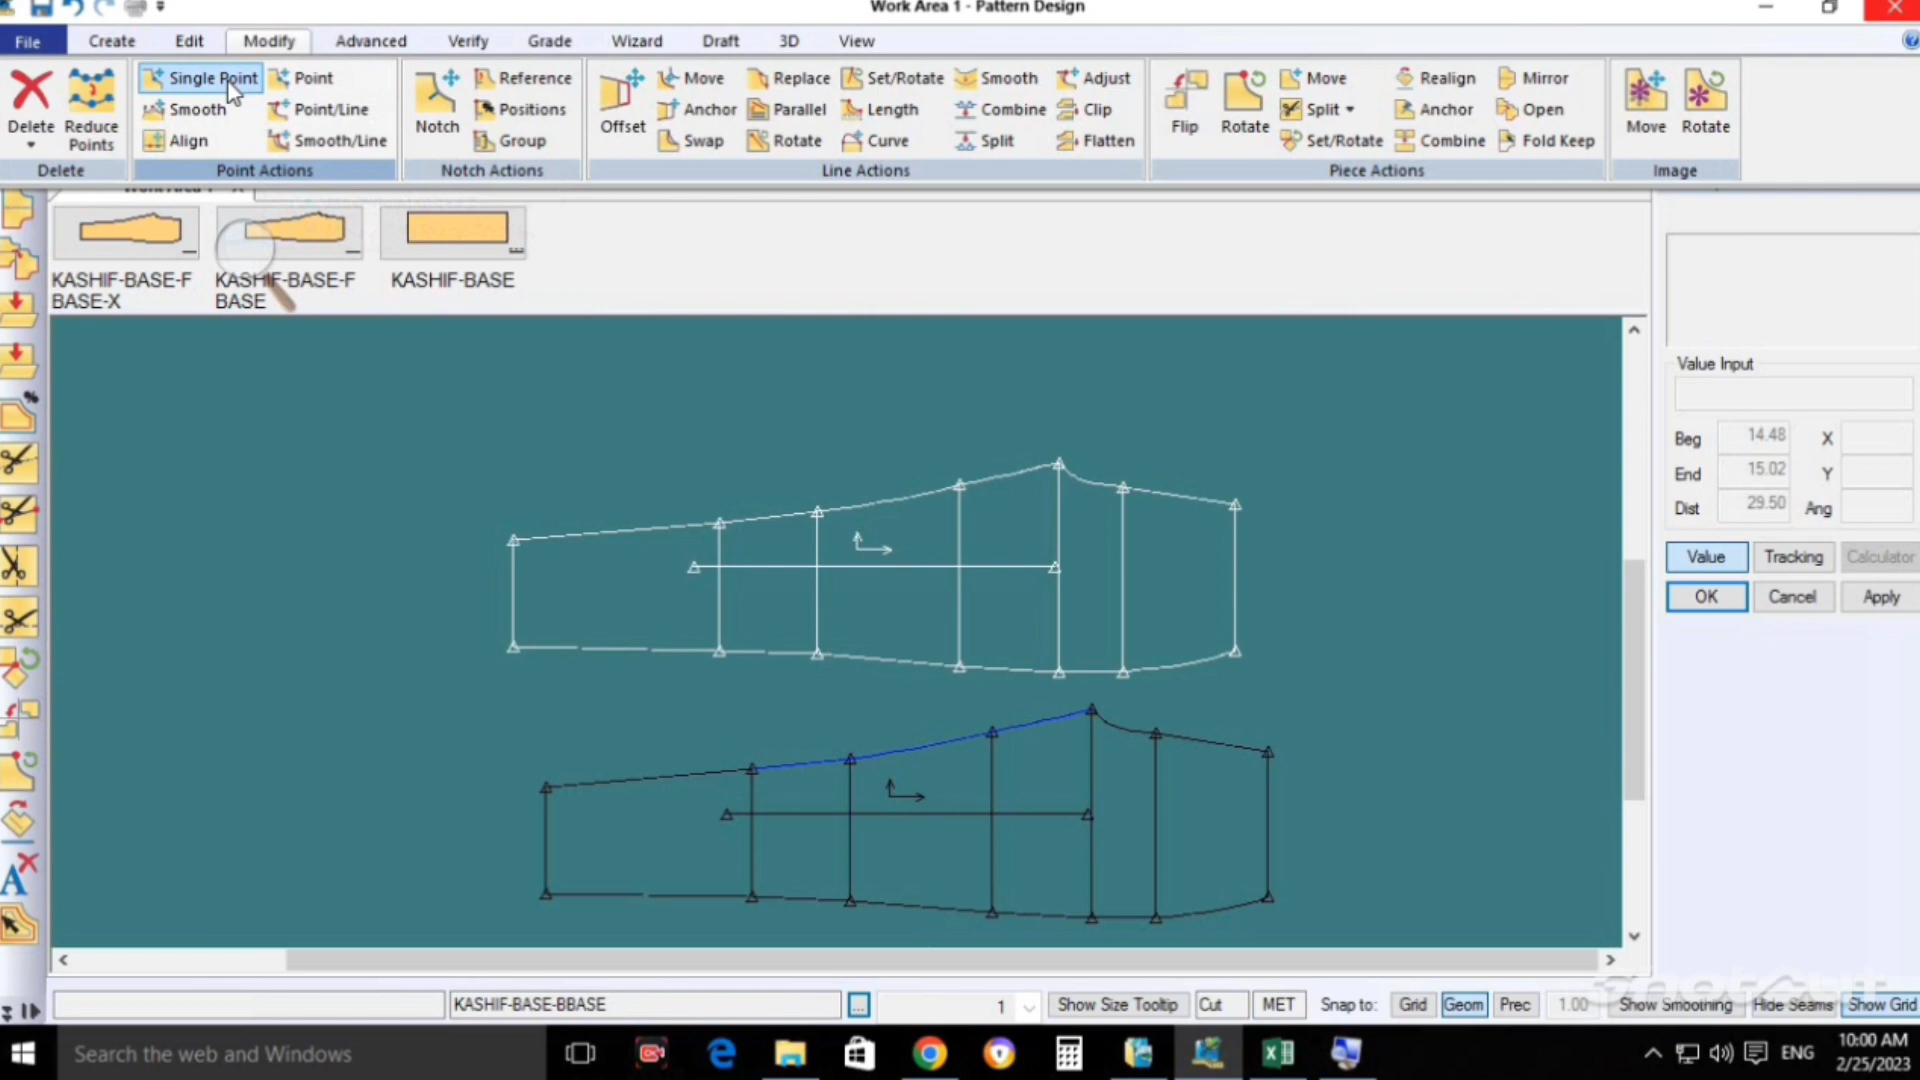 Work Area 1 - Pattern Design
File Create Edit Modify Advanced Verify Grade Wizard Draft 3D View
Single Point Point Reference Move Replace Set/Rotate Smooth Adjust Move Realign Mirror
Smooth Point/Line Positions Anchor Parallel Length Combine Clip Split Anchor Open
Delete Reduce Points Notch Offset Flip Rotate Move Rotate
Align Smooth/Line Group Swap Rotate Curve Split Flatten Set/Rotate Combine Fold Keep
Delete Point Actions Notch Actions Line Actions Piece Actions Image
KASHIF-BASE-F KASHIF-BASE-F KASHIF-BASE
BASE-X BASE
Value Input
Beg 14.48 X
End 15.02 Y
Dist 29.50 Ang
Value Tracking Calculator
OK Cancel Apply
KASHIF-BASE-BBASE ... 1 Show Size Tooltip Cut MET Snap to: Grid Geom Prec 1.00 Show Smoothing Hide Seams Show Grid
Search the web and Windows ENG 10:00 AM
2/25/2023